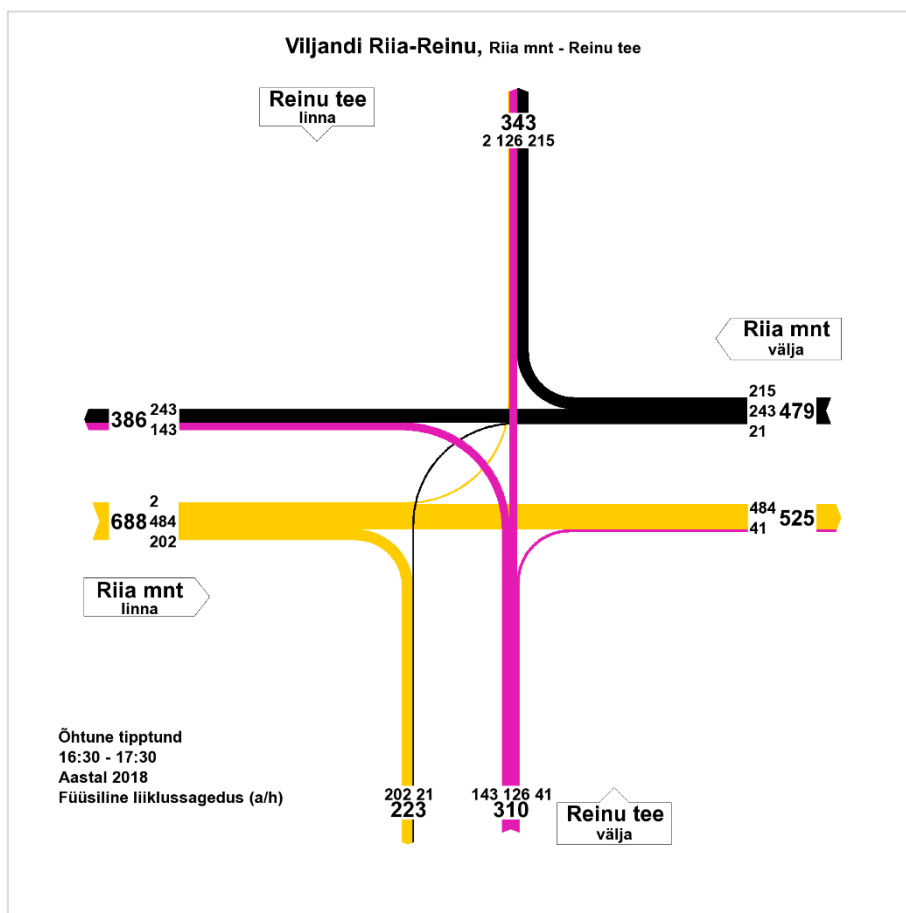 Viljandi Riia-Reinu, Riia mnt - Reinu tee
Reinu tee
linna
343
2 126 215
Riia mnt
välja
215
243 479
21
386 243
143
2
688 484
202
484 525
41
Riia mnt
linna
Õhtune tipptund
16:30 - 17:30
Aastal 2018
Füüsiline liiklussagedus (a/h)
202 21
223
143 126 41
310
Reinu tee
välja